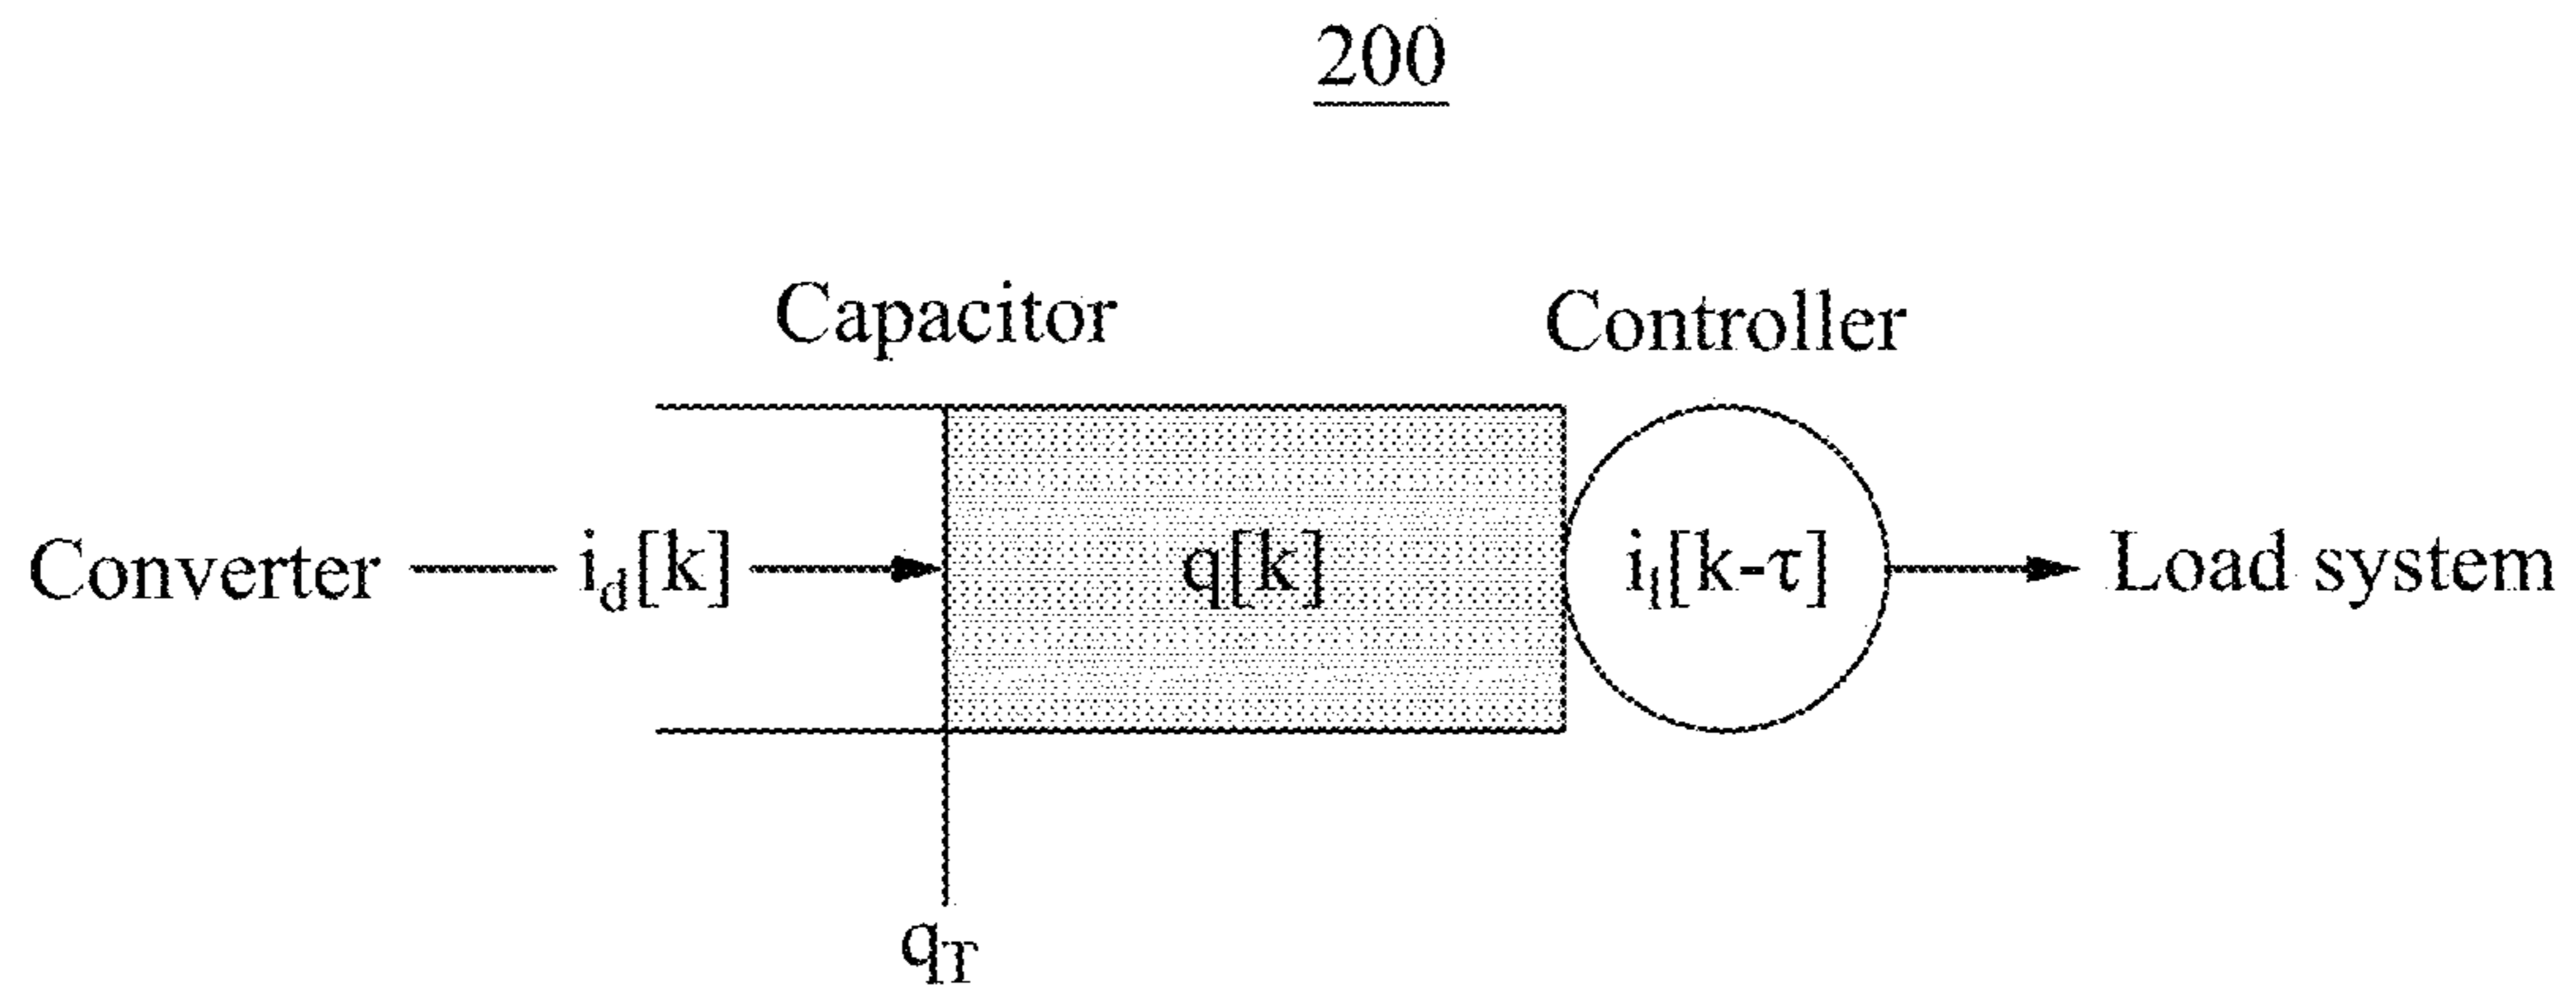 200
Capacitor
Controller
Converter i_d[k] q[k] i_l[k-τ] Load system
q_T